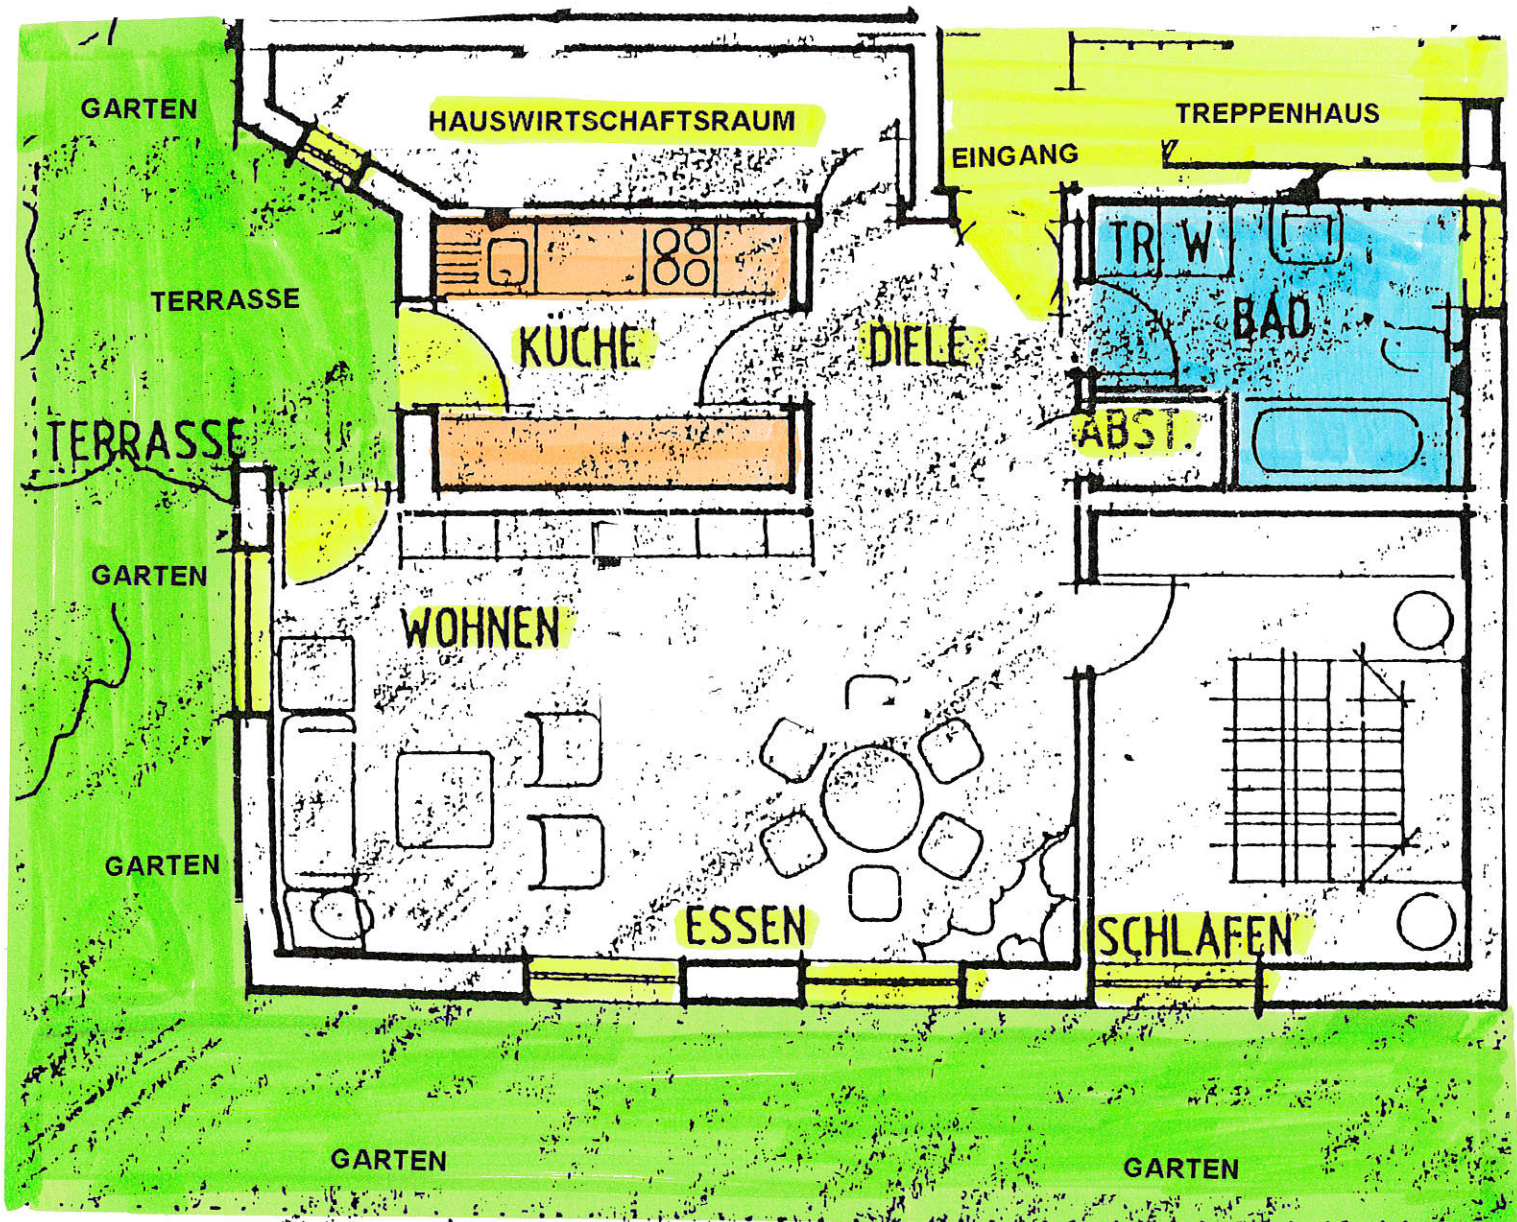 GARTEN
HAUSWIRTSCHAFTSRAUM
TREPPENHAUS
EINGANG
TR W
TERRASSE
BAD
KÜCHE
DIELE
TERRASSE
ABST.
GARTEN
WOHNEN
GARTEN
ESSEN
SCHLAFEN
GARTEN
GARTEN